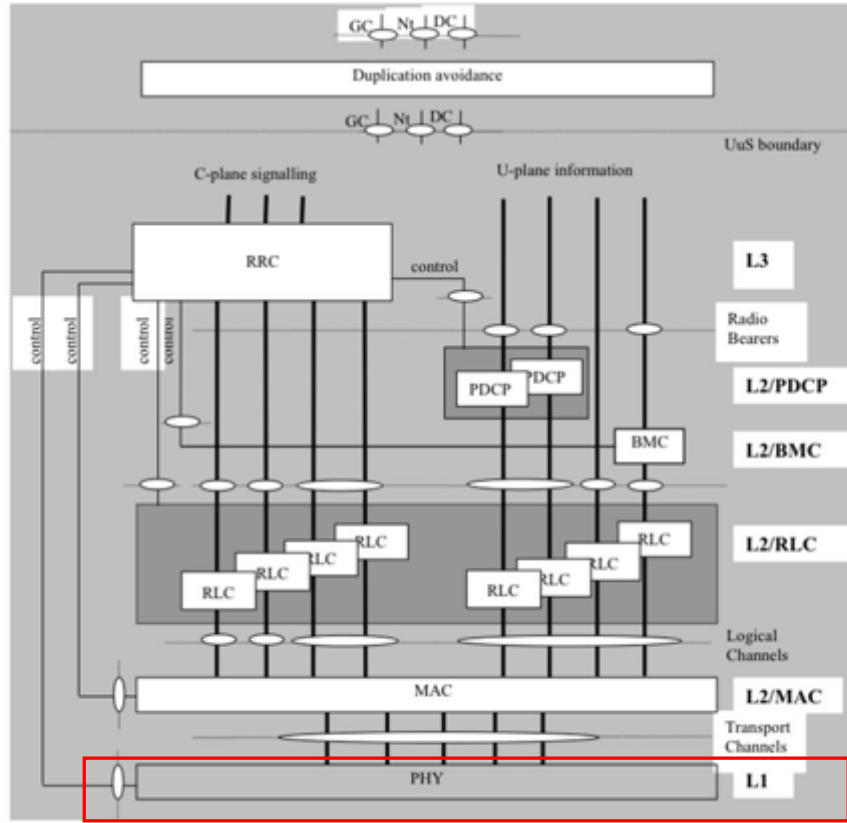 GC Nt DC
Duplication avoidance
GC Nt DC
UuS boundary
C-plane signalling
U-plane information
RRC
control
L3
control
control
control
control
Radio
Bearers
PDCP
PDCP
L2/PDCP
BMC
L2/BMC
RLC
RLC
RLC
RLC
RLC
RLC
RLC
RLC
L2/RLC
Logical
Channels
MAC
L2/MAC
Transport
Channels
PHY
L1